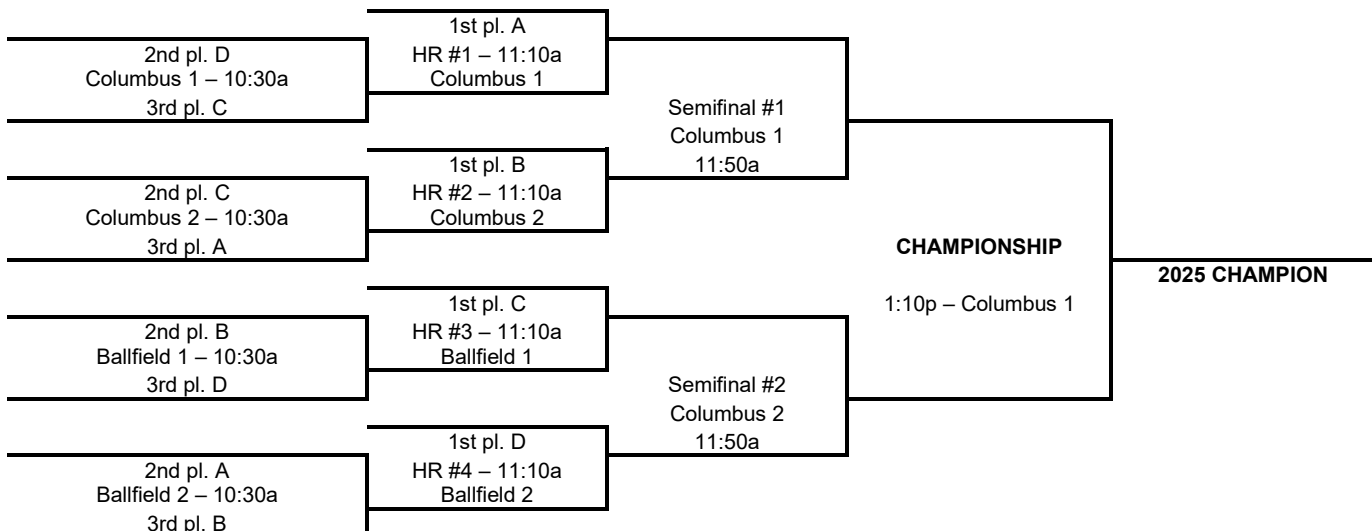 1st pl. A
HR #1 – 11:10a
Columbus 1
2nd pl. D
Columbus 1 – 10:30a
3rd pl. C
Semifinal #1
Columbus 1
11:50a
1st pl. B
HR #2 – 11:10a
Columbus 2
2nd pl. C
Columbus 2 – 10:30a
3rd pl. A
CHAMPIONSHIP
1:10p – Columbus 1
2025 CHAMPION
1st pl. C
HR #3 – 11:10a
Ballfield 1
2nd pl. B
Ballfield 1 – 10:30a
3rd pl. D
Semifinal #2
Columbus 2
11:50a
1st pl. D
HR #4 – 11:10a
Ballfield 2
2nd pl. A
Ballfield 2 – 10:30a
3rd pl. B